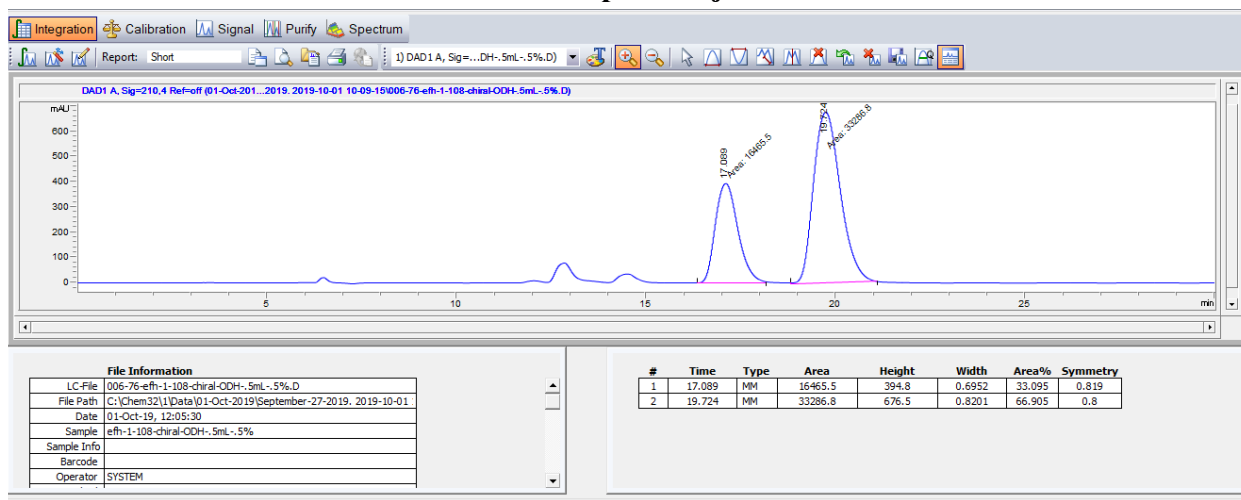 Integration Calibration Signal Purify Spectrum
Report: Short 1) DAD1 A, Sig=...DH-.5mL-.5%.D)
DAD1 A, Sig=210,4 Ref=off (01-Oct-201...2019. 2019-10-01 10-09-15\006-76-efh-1-108-chiral-ODH-.5mL-.5%.D)
mAU
600
500
400
300
200
100
0
17.089
Area: 16465.5
19.724
Area: 33286.8
5 10 15 20 25 min
File Information
LC-File 006-76-efh-1-108-chiral-ODH-.5mL-.5%.D
File Path C:\Chem32\1\Data\01-Oct-2019\September-27-2019. 2019-10-01
Date 01-Oct-19, 12:05:30
Sample efh-1-108-chiral-ODH-.5mL-.5%
Sample Info
Barcode
Operator SYSTEM
# Time Type Area Height Width Area% Symmetry
1 17.089 MM 16465.5 394.8 0.6952 33.095 0.819
2 19.724 MM 33286.8 676.5 0.8201 66.905 0.8